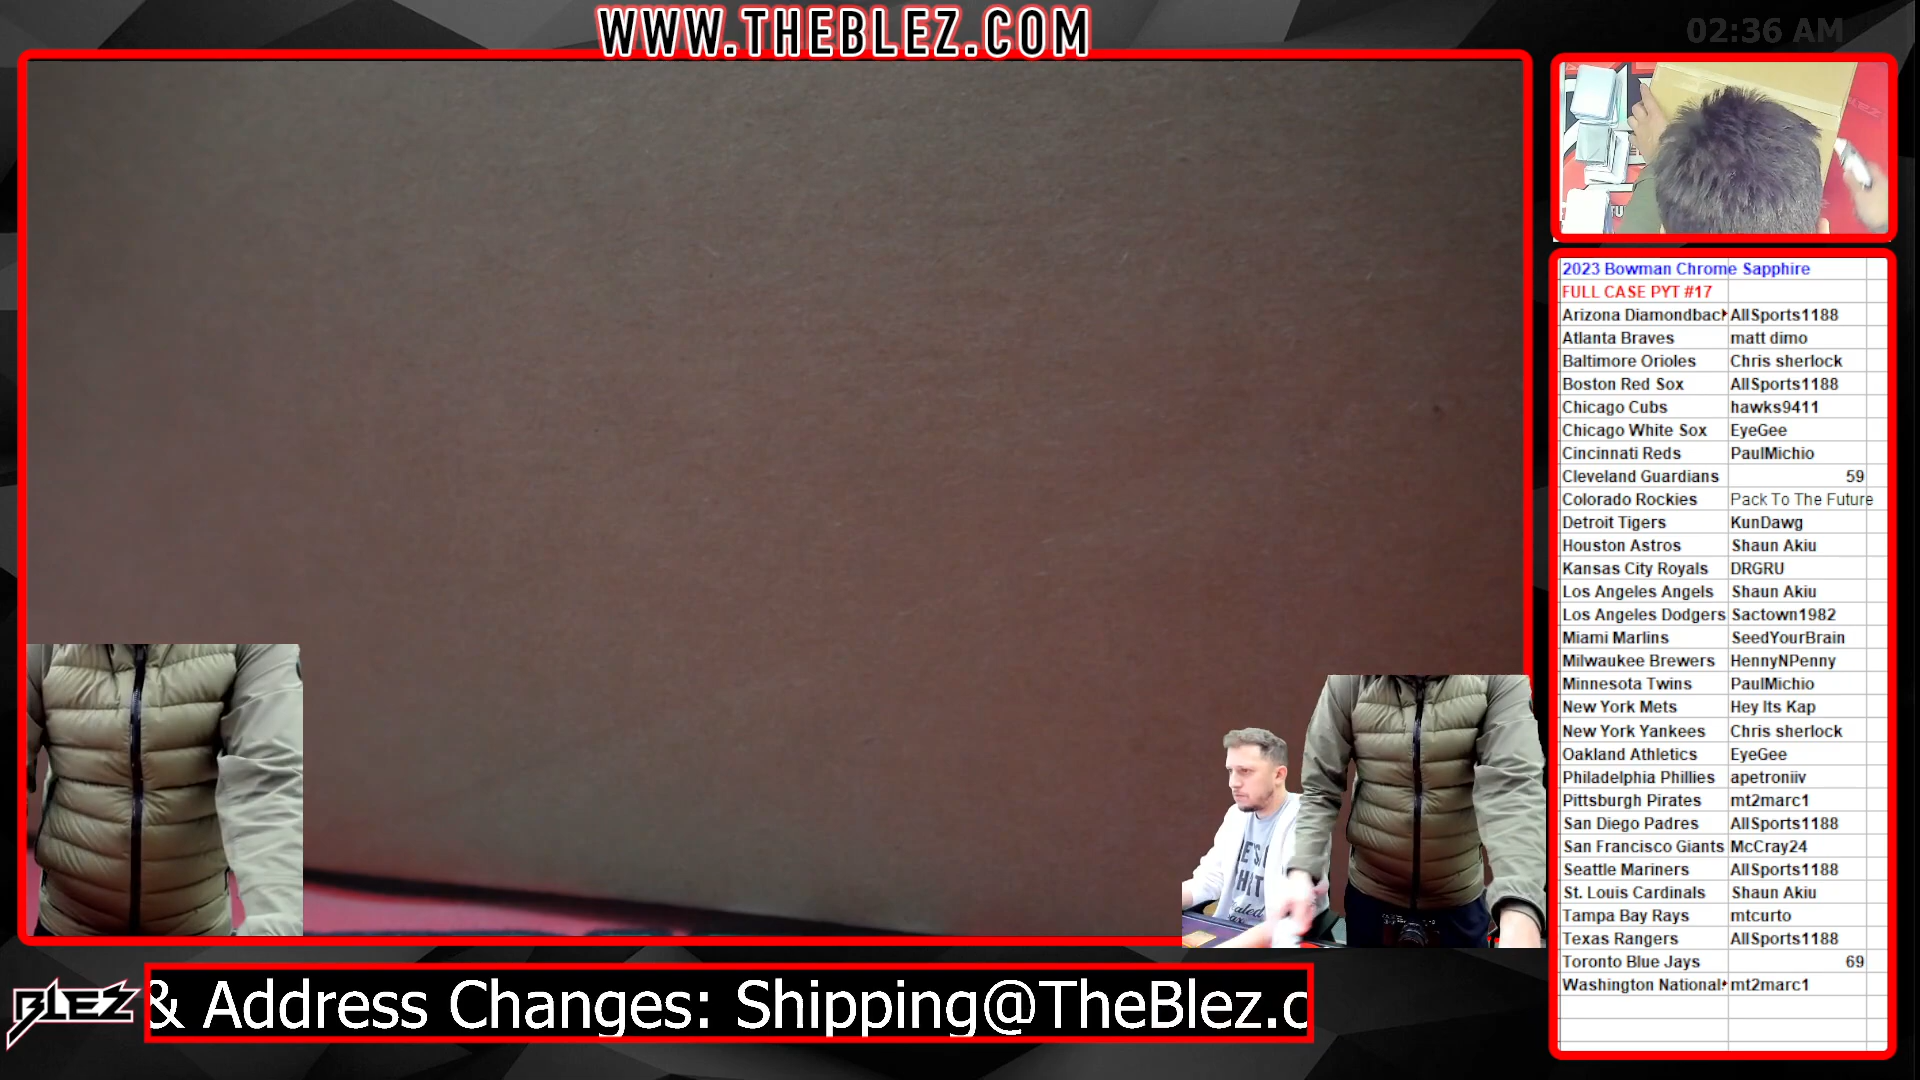 WWW.THEBLEZ.COM
02:36 AM
2023 Bowman Chrome Sapphire
FULL CASE PYT #17
Arizona Diamondback AllSports1188
Atlanta Braves matt dimo
Baltimore Orioles Chris sherlock
Boston Red Sox AllSports1188
Chicago Cubs hawks9411
Chicago White Sox EyeGee
Cincinnati Reds PaulMichio
Cleveland Guardians 59
Colorado Rockies Pack To The Future
Detroit Tigers KunDawg
Houston Astros Shaun Akiu
Kansas City Royals DRGRU
Los Angeles Angels Shaun Akiu
Los Angeles Dodgers Sactown1982
Miami Marlins SeedYourBrain
Milwaukee Brewers HennyNPenny
Minnesota Twins PaulMichio
New York Mets Hey Its Kap
New York Yankees Chris sherlock
Oakland Athletics EyeGee
Philadelphia Phillies apetroniiv
Pittsburgh Pirates mt2marc1
San Diego Padres AllSports1188
San Francisco Giants McCray24
Seattle Mariners AllSports1188
St. Louis Cardinals Shaun Akiu
Tampa Bay Rays mtcurto
Texas Rangers AllSports1188
Toronto Blue Jays 69
Washington National mt2marc1
BLEZ
& Address Changes: Shipping@TheBlez.c